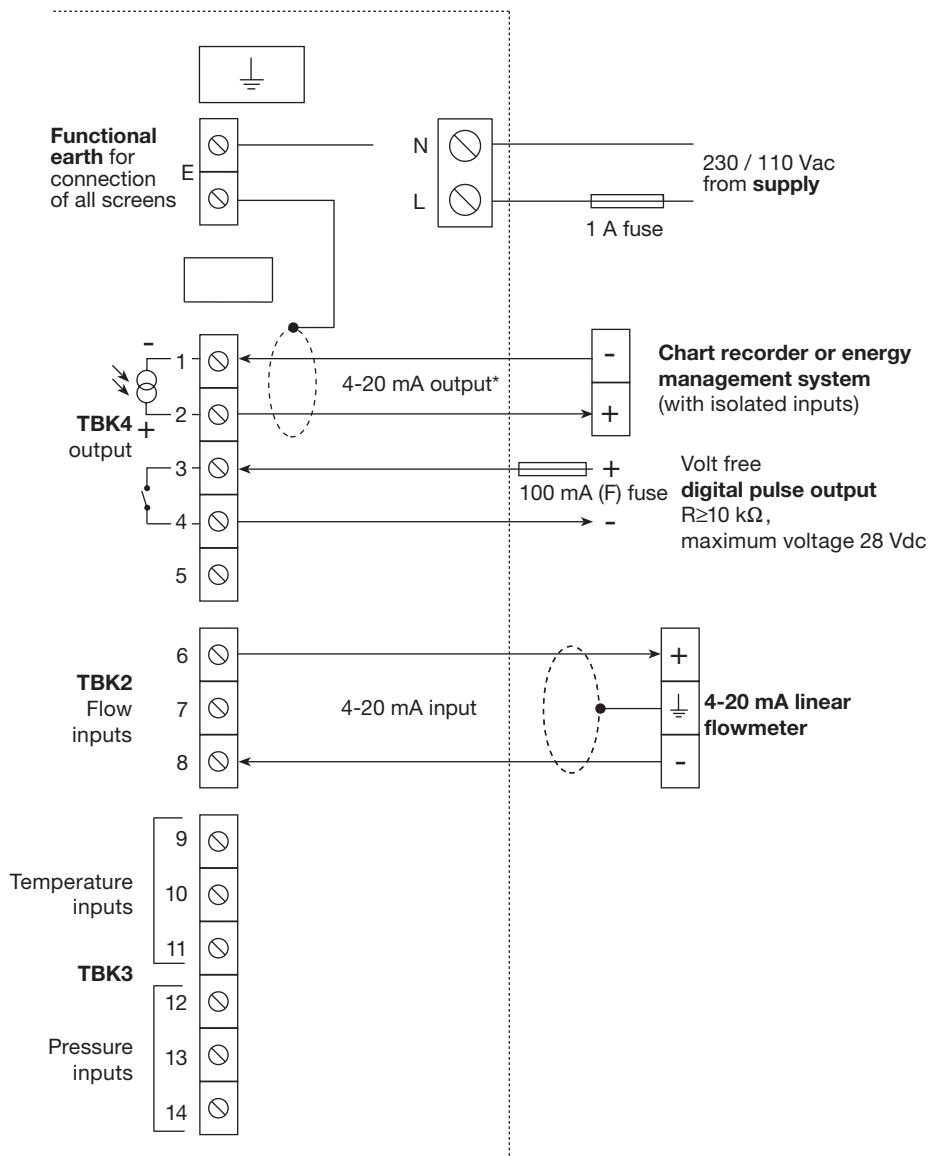 Functional
earth for
connection
of all screens
E
N
L
230 / 110 Vac
from supply
1 A fuse
-
1
2
+
TBK4
output
4-20 mA output*
-
+
Chart recorder or energy
management system
(with isolated inputs)
3
4
5
100 mA (F) fuse
+
-
Volt free
digital pulse output
R≥10 kΩ,
maximum voltage 28 Vdc
TBK2
Flow
inputs
6
7
8
4-20 mA input
+
-
4-20 mA linear
flowmeter
Temperature
inputs
9
10
11
TBK3
Pressure
inputs
12
13
14